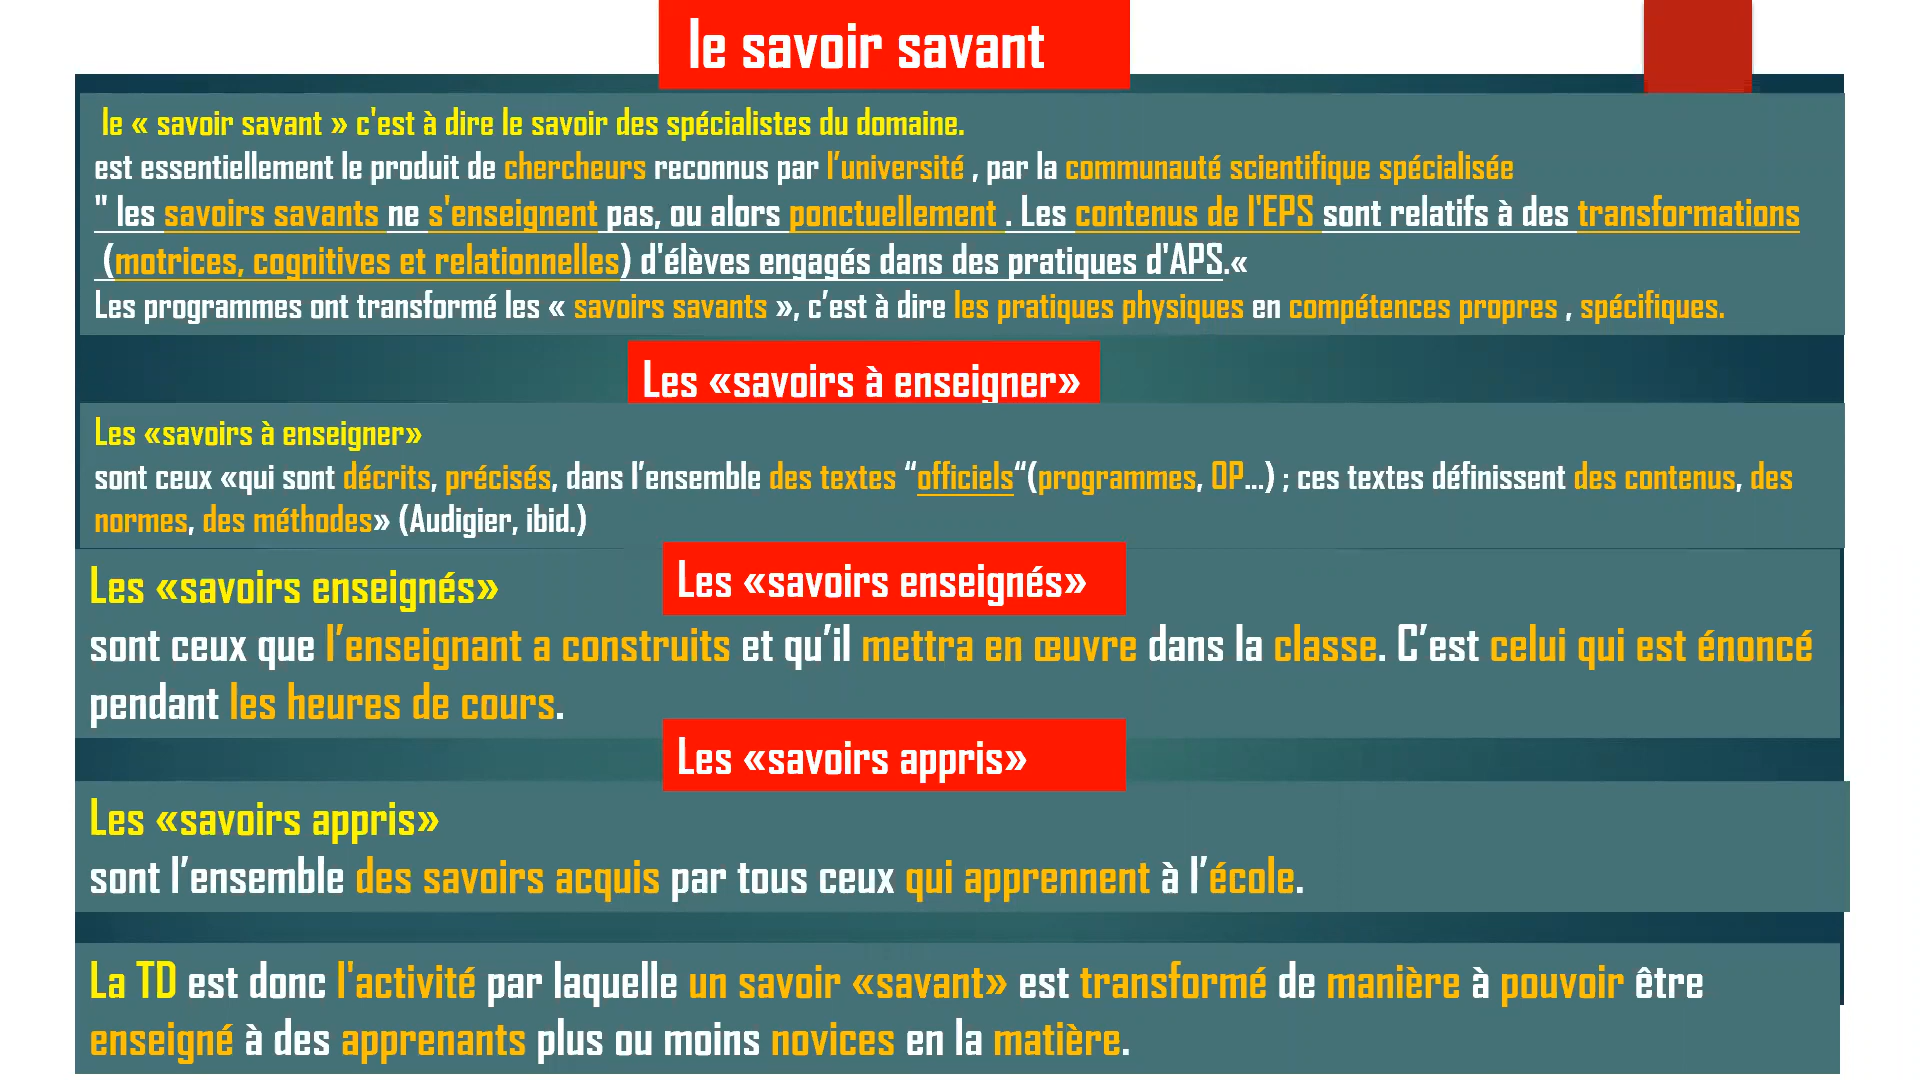 le savoir savant
le « savoir savant » c'est à dire le savoir des spécialistes du domaine.
est essentiellement le produit de chercheurs reconnus par l’université , par la communauté scientifique spécialisée
" les savoirs savants ne s'enseignent pas, ou alors ponctuellement . Les contenus de l'EPS sont relatifs à des transformations
(motrices, cognitives et relationnelles) d'élèves engagés dans des pratiques d'APS.«
Les programmes ont transformé les « savoirs savants », c’est à dire les pratiques physiques en compétences propres , spécifiques.
Les «savoirs à enseigner»
Les «savoirs à enseigner»
sont ceux «qui sont décrits, précisés, dans l’ensemble des textes “officiels“(programmes, OP...) ; ces textes définissent des contenus, des
normes, des méthodes» (Audigier, ibid.)
Les «savoirs enseignés»
Les «savoirs enseignés»
sont ceux que l’enseignant a construits et qu’il mettra en œuvre dans la classe. C’est celui qui est énoncé
pendant les heures de cours.
Les «savoirs appris»
Les «savoirs appris»
sont l’ensemble des savoirs acquis par tous ceux qui apprennent à l’école.
La TD est donc l'activité par laquelle un savoir «savant» est transformé de manière à pouvoir être
enseigné à des apprenants plus ou moins novices en la matière.